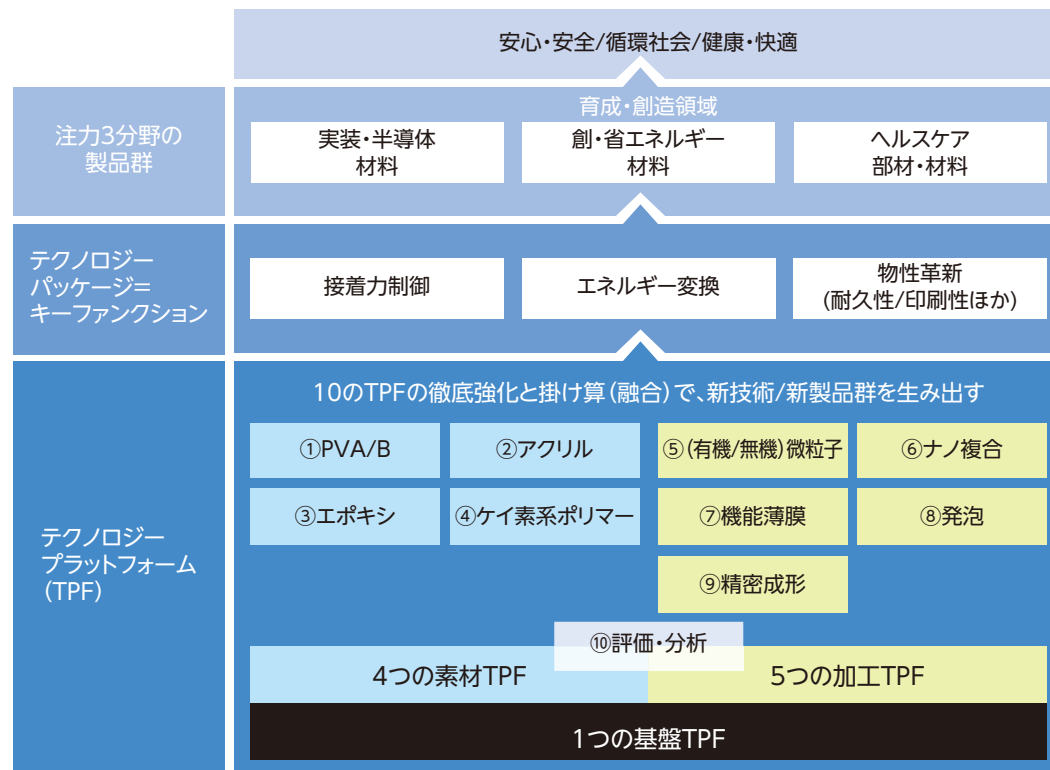 安心・安全/循環社会/健康・快適
注力3分野の
製品群
育成・創造領域
実装・半導体
材料
創・省エネルギー
材料
ヘルスケア
部材・材料
テクノロジー
パッケージ=
キーファンクション
接着力制御
エネルギー変換
物性革新
(耐久性/印刷性ほか)
テクノロジー
プラットフォーム
(TPF)
10のTPFの徹底強化と掛け算(融合)で、新技術/新製品群を生み出す
①PVA/B
②アクリル
⑤(有機/無機)微粒子
⑥ナノ複合
③エポキシ
④ケイ素系ポリマー
⑦機能薄膜
⑧発泡
⑨精密成形
⑩評価・分析
4つの素材TPF
5つの加工TPF
1つの基盤TPF